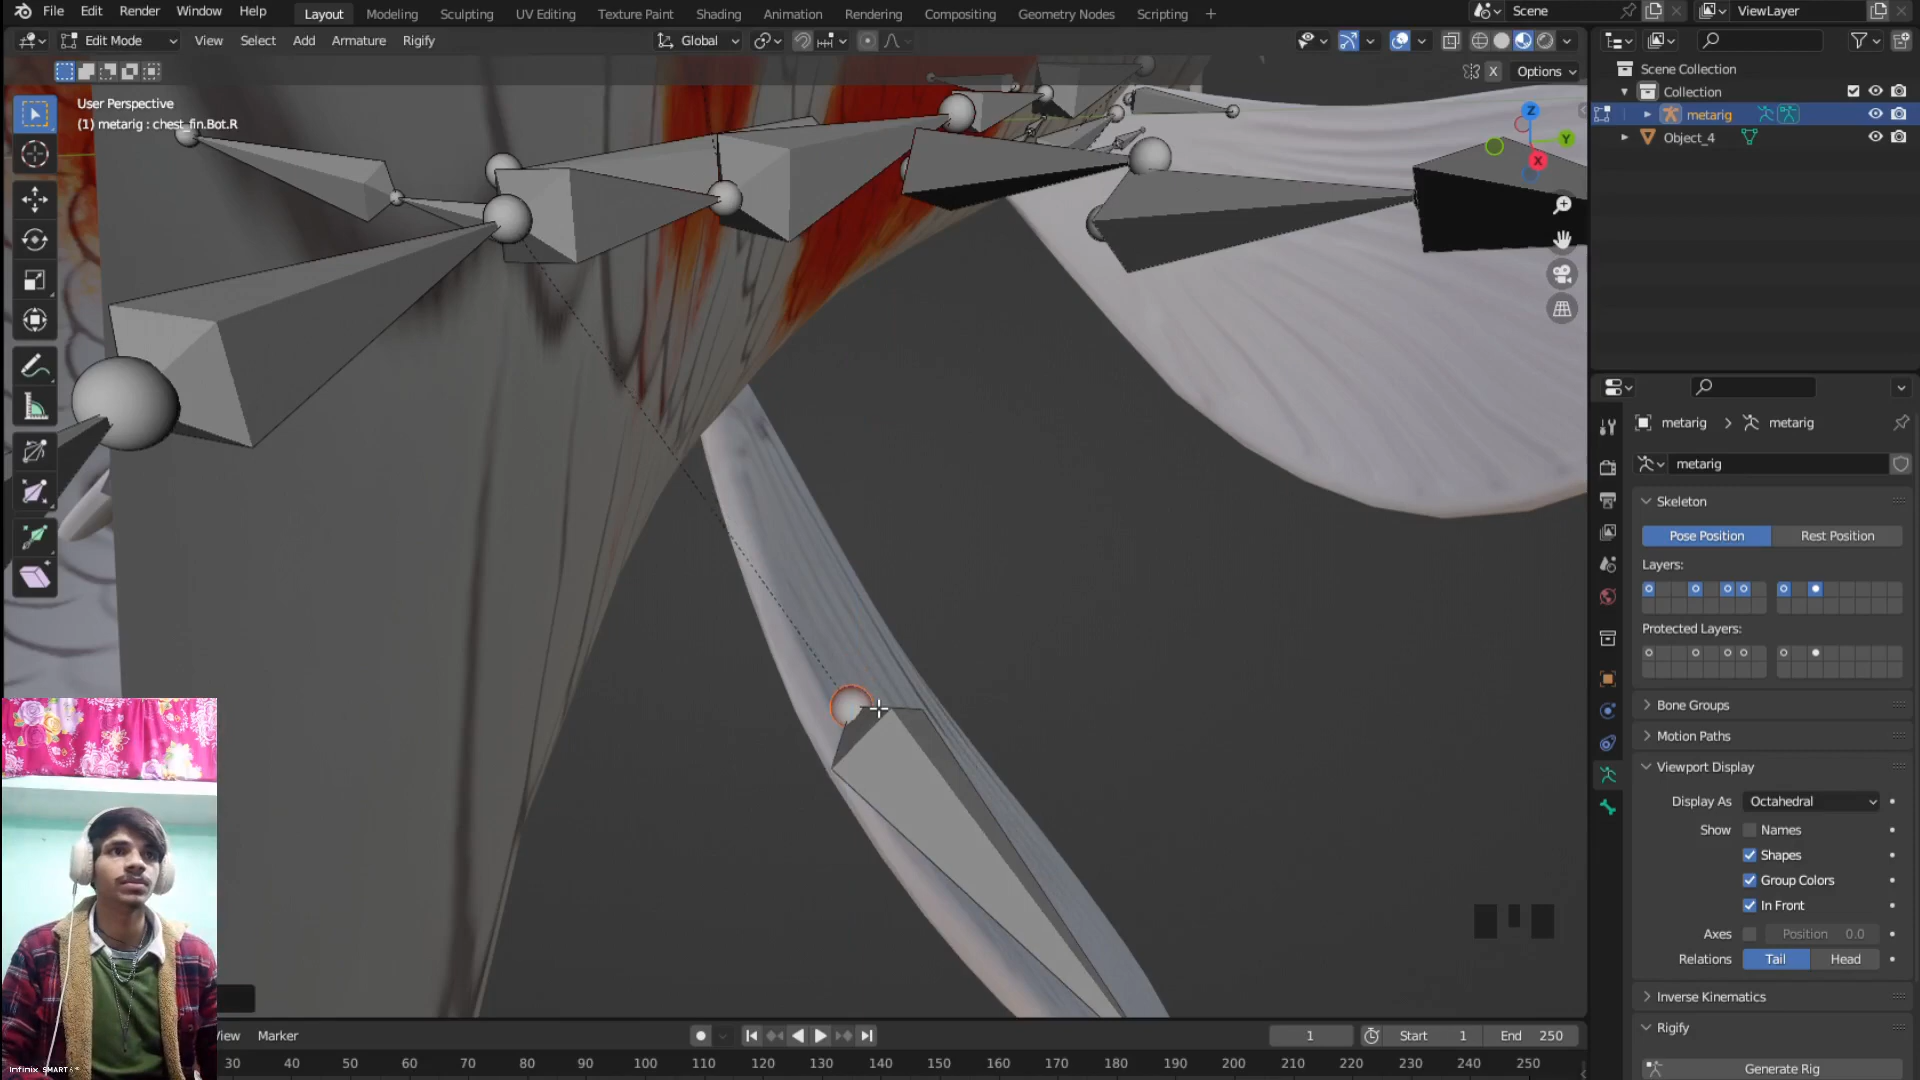 File Edit Render Window Help Layout Modeling Sculpting UV Editing Texture Paint Shading Animation Rendering Compositing Geometry Nodes Scripting + Scene ViewLayer
Edit Mode View Select Add Armature Rigify Global
X Options
Scene Collection
Collection
metarig
Object_4
User Perspective
(1) metarig : chest_fin.Bot.R
Z
Y
X
metarig > metarig
metarig
Skeleton
Pose Position Rest Position
Layers:
Protected Layers:
Bone Groups
Motion Paths
Viewport Display
Display As Octahedral
Show Names
Shapes
Group Colors
In Front
Axes Position 0.0
Relations Tail Head
Inverse Kinematics
Rigify
Generate Rig
View Marker 1 Start 1 End 250
30 40 50 60 70 80 90 100 110 120 130 140 150 160 170 180 190 200 210 220 230 240 250
Infinix SMART 6